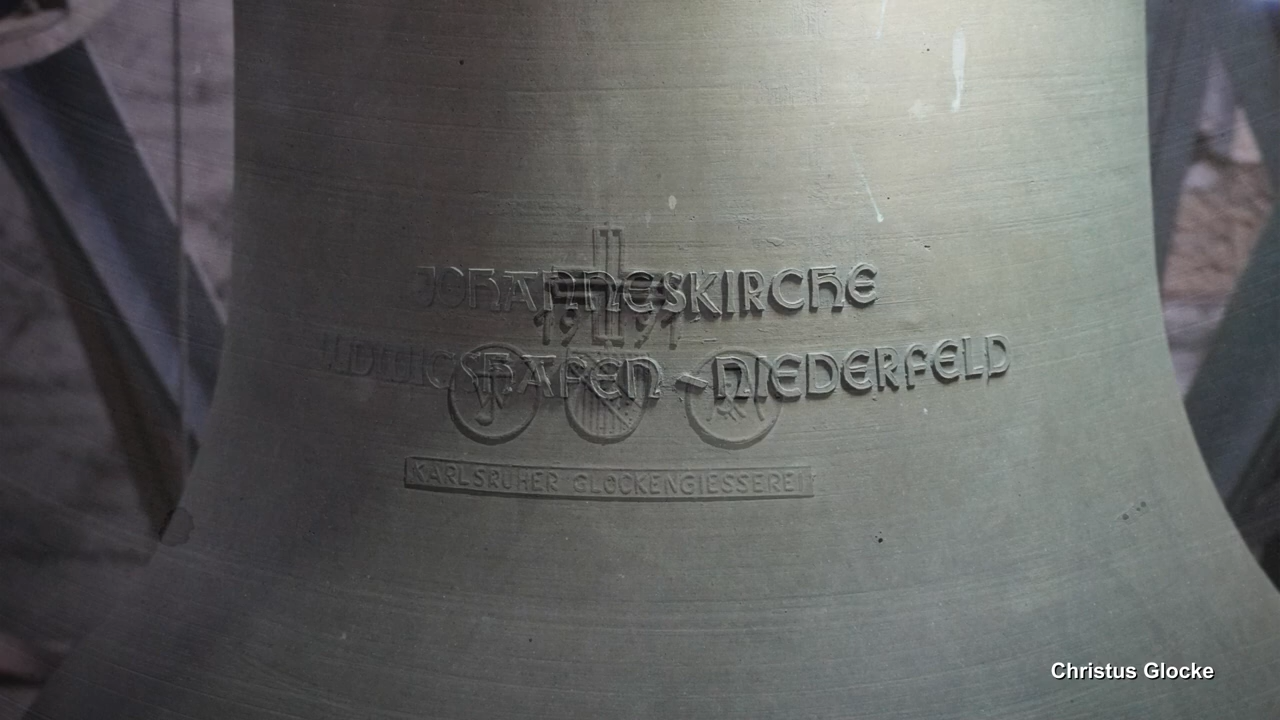 JOHANNESKIRCHE
1991
LUDWIGSHAFEN - NIEDERFELD
KARLSRUHER GLOCKENGIESSEREI
Christus Glocke